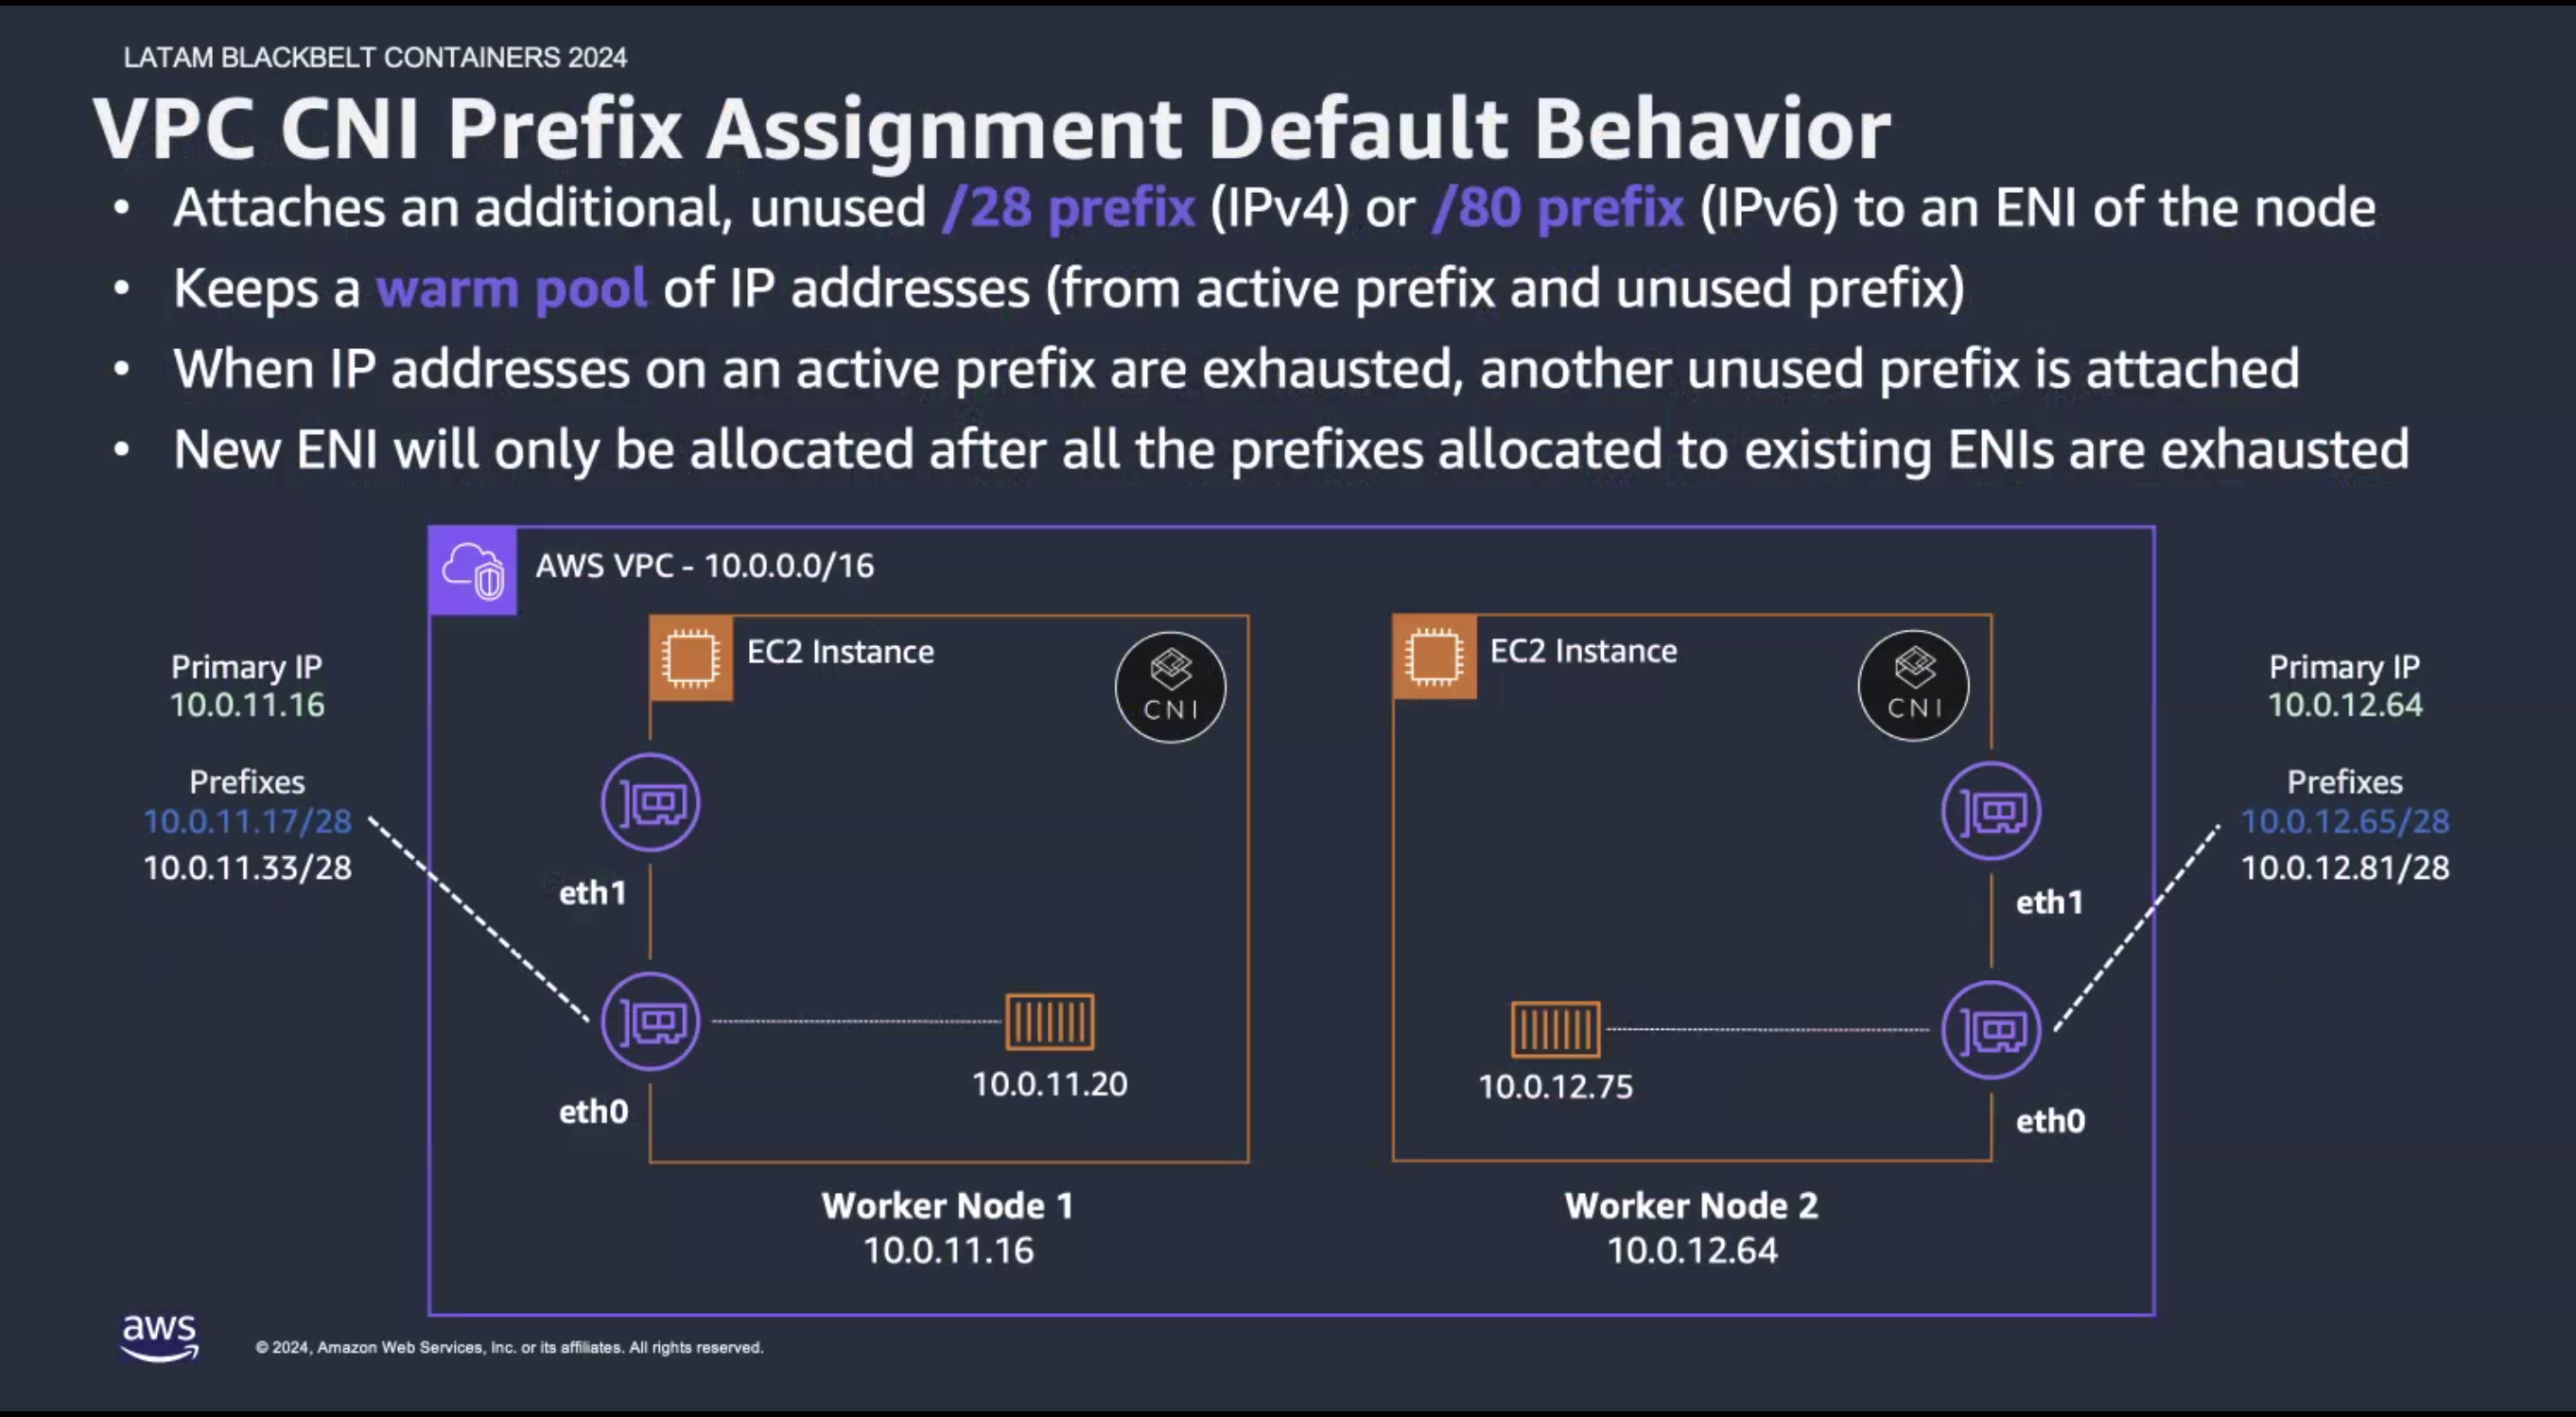 LATAM BLACKBELT CONTAINERS 2024
VPC CNI Prefix Assignment Default Behavior
• Attaches an additional, unused /28 prefix (IPv4) or /80 prefix (IPv6) to an ENI of the node
• Keeps a warm pool of IP addresses (from active prefix and unused prefix)
• When IP addresses on an active prefix are exhausted, another unused prefix is attached
• New ENI will only be allocated after all the prefixes allocated to existing ENIs are exhausted
AWS VPC - 10.0.0.0/16
Primary IP
10.0.11.16
Prefixes
10.0.11.17/28
10.0.11.33/28
EC2 Instance
CNI
eth1
eth0
10.0.11.20
Worker Node 1
10.0.11.16
EC2 Instance
CNI
eth1
eth0
10.0.12.75
Worker Node 2
10.0.12.64
Primary IP
10.0.12.64
Prefixes
10.0.12.65/28
10.0.12.81/28
aws
© 2024, Amazon Web Services, Inc. or its affiliates. All rights reserved.